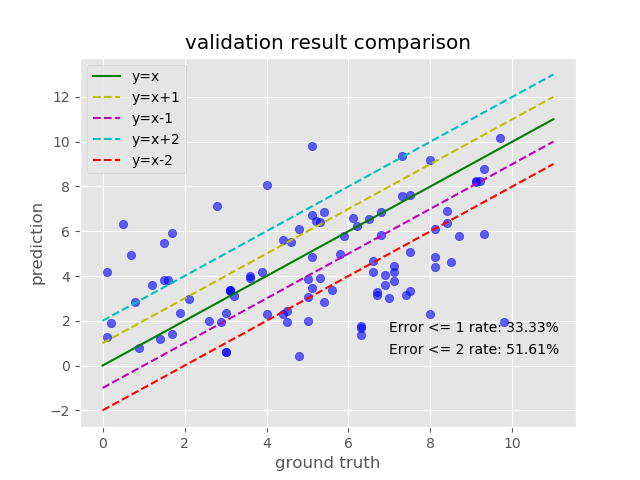 validation result comparison
y=x
y=x+1
y=x-1
y=x+2
y=x-2
12
10
8
6
4
2
0
−2
prediction
Error <= 1 rate: 33.33%
Error <= 2 rate: 51.61%
0 2 4 6 8 10
ground truth